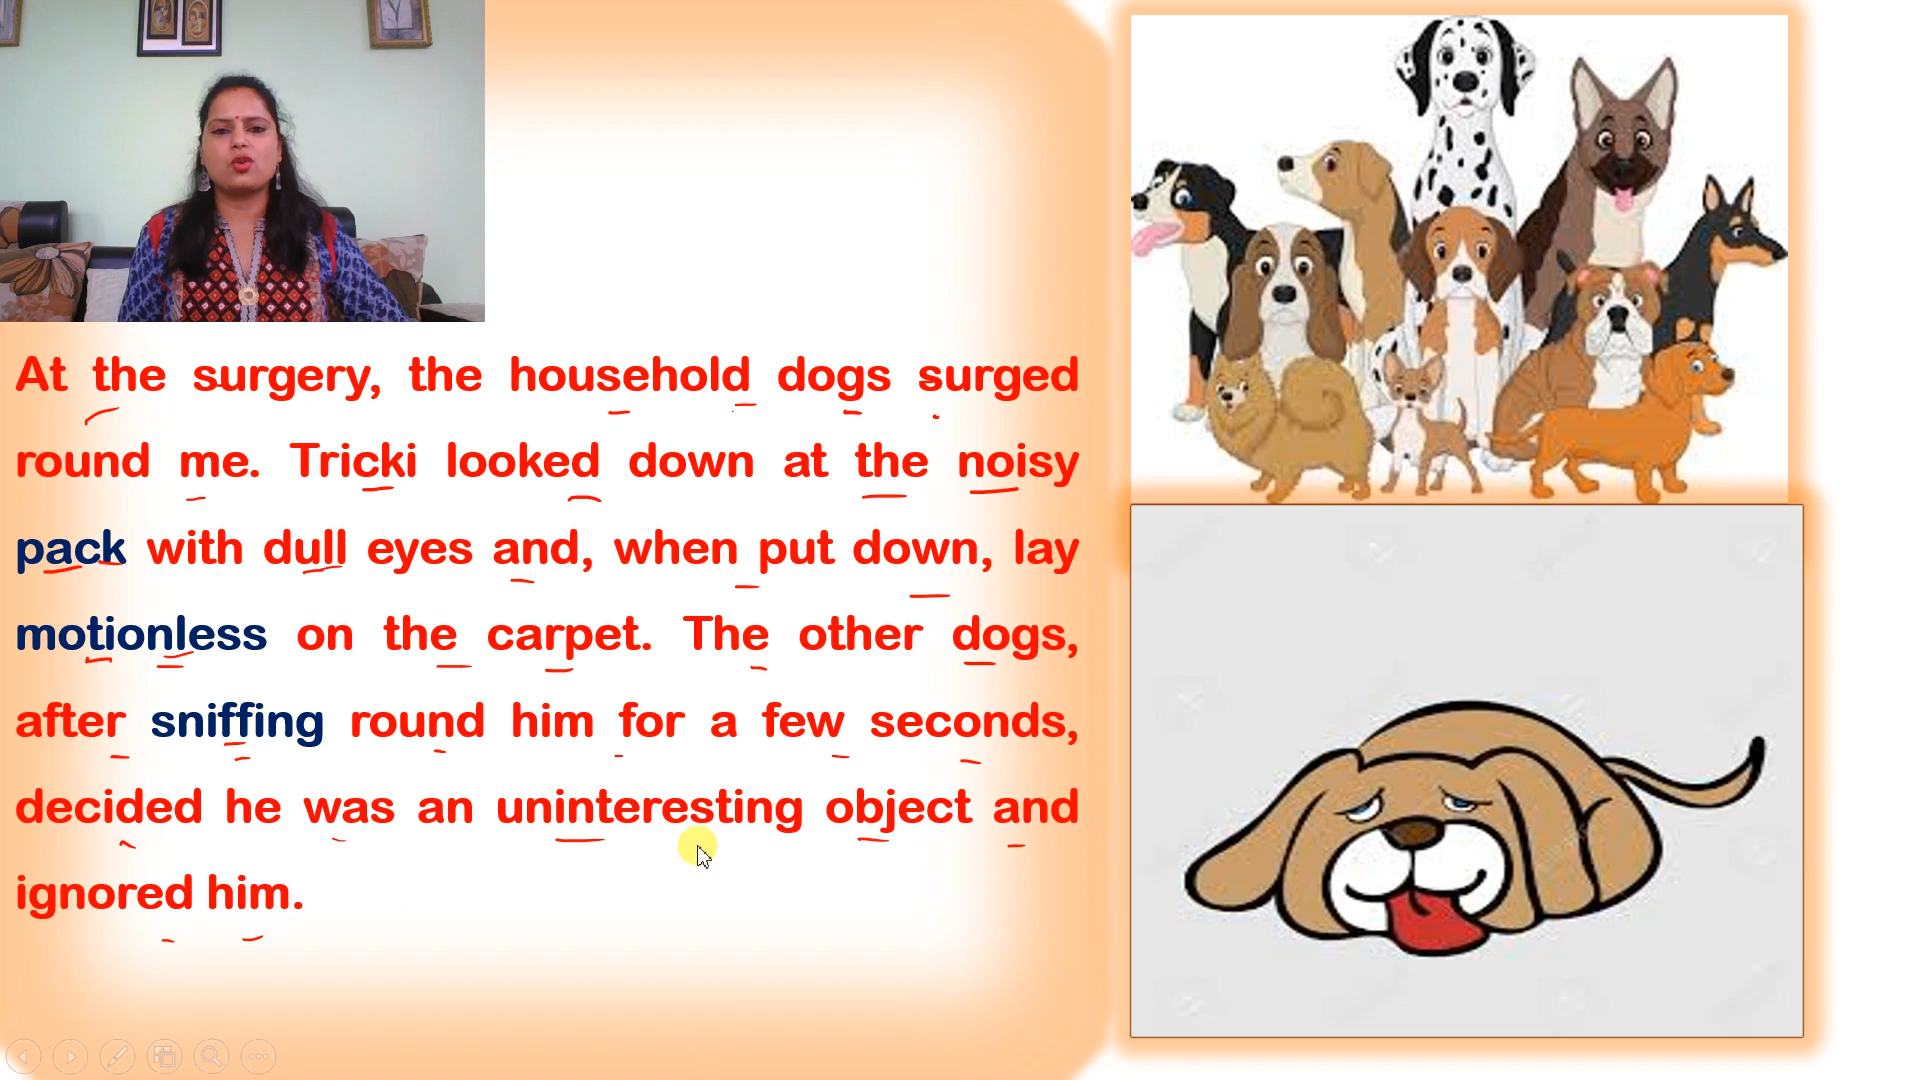 At the surgery, the household dogs surged
round me. Tricki looked down at the noisy
pack with dull eyes and, when put down, lay
motionless on the carpet. The other dogs,
after sniffing round him for a few seconds,
decided he was an uninteresting object and
ignored him.